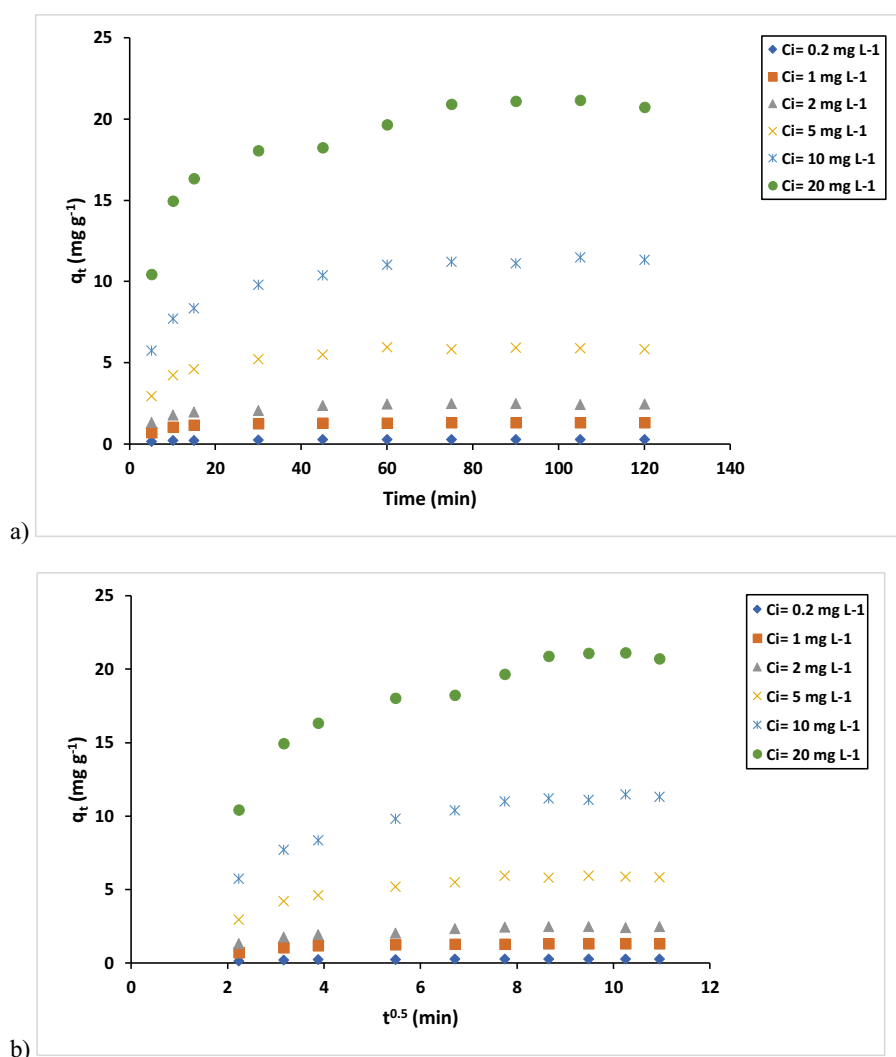 25
20
15
10
5
0
qₜ (mg g⁻¹)
0 20 40 60 80 100 120 140
Time (min)
Ci= 0.2 mg L-1
Ci= 1 mg L-1
Ci= 2 mg L-1
Ci= 5 mg L-1
Ci= 10 mg L-1
Ci= 20 mg L-1
a)
25
20
15
10
5
0
qₜ (mg g⁻¹)
0 2 4 6 8 10 12
t⁰·⁵ (min)
Ci= 0.2 mg L-1
Ci= 1 mg L-1
Ci= 2 mg L-1
Ci= 5 mg L-1
Ci= 10 mg L-1
Ci= 20 mg L-1
b)